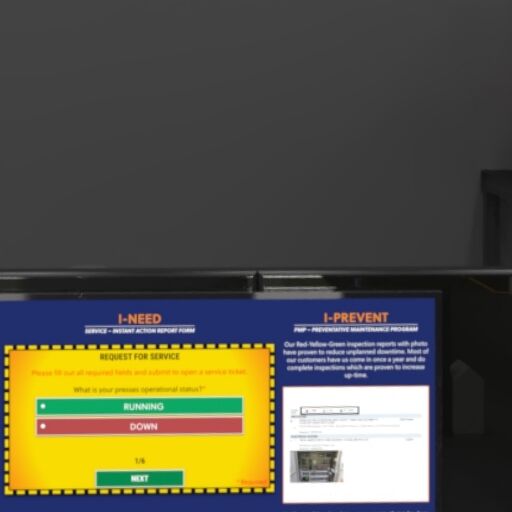 I-NEED
SERVICE – INSTANT ACTION REPORT FORM
REQUEST FOR SERVICE
Please fill out all required fields and submit to open a service ticket.
What is your presses operational status?*
RUNNING
DOWN
1/6
NEXT
* Required
I-PREVENT
PMP – PREVENTATIVE MAINTENANCE PROGRAM
Our Red-Yellow-Green inspection reports with photo
have proven to reduce unplanned downtime. Most of
our customers have us come in once a year and do
complete inspections which are proven to increase
up-time.